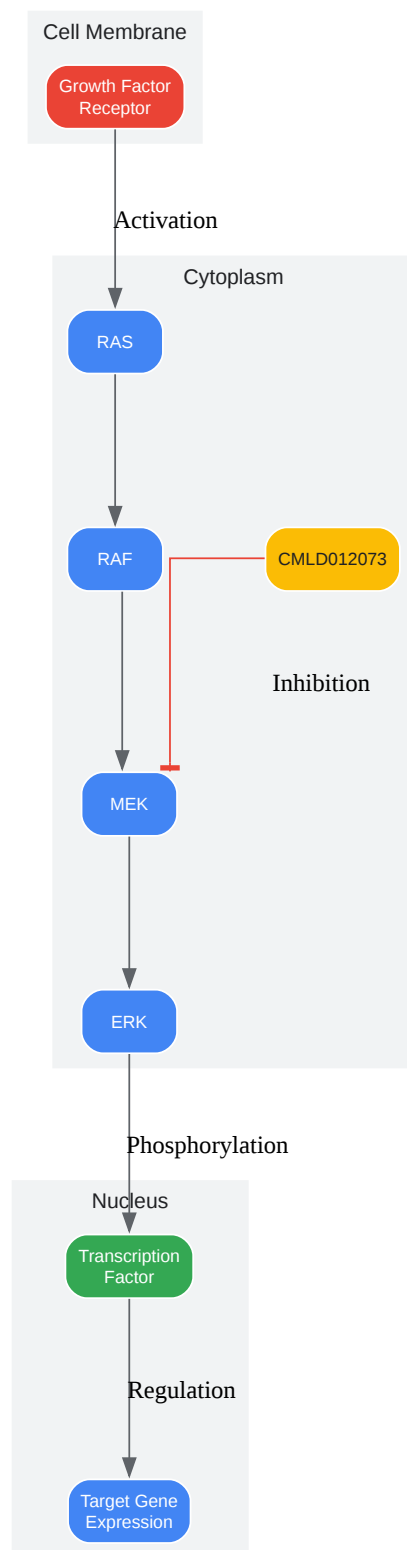 Cell Membrane
Growth Factor
Receptor
Activation
Cytoplasm
RAS
RAF
CMLD012073
Inhibition
MEK
ERK
Phosphorylation
Nucleus
Transcription
Factor
Regulation
Target Gene
Expression